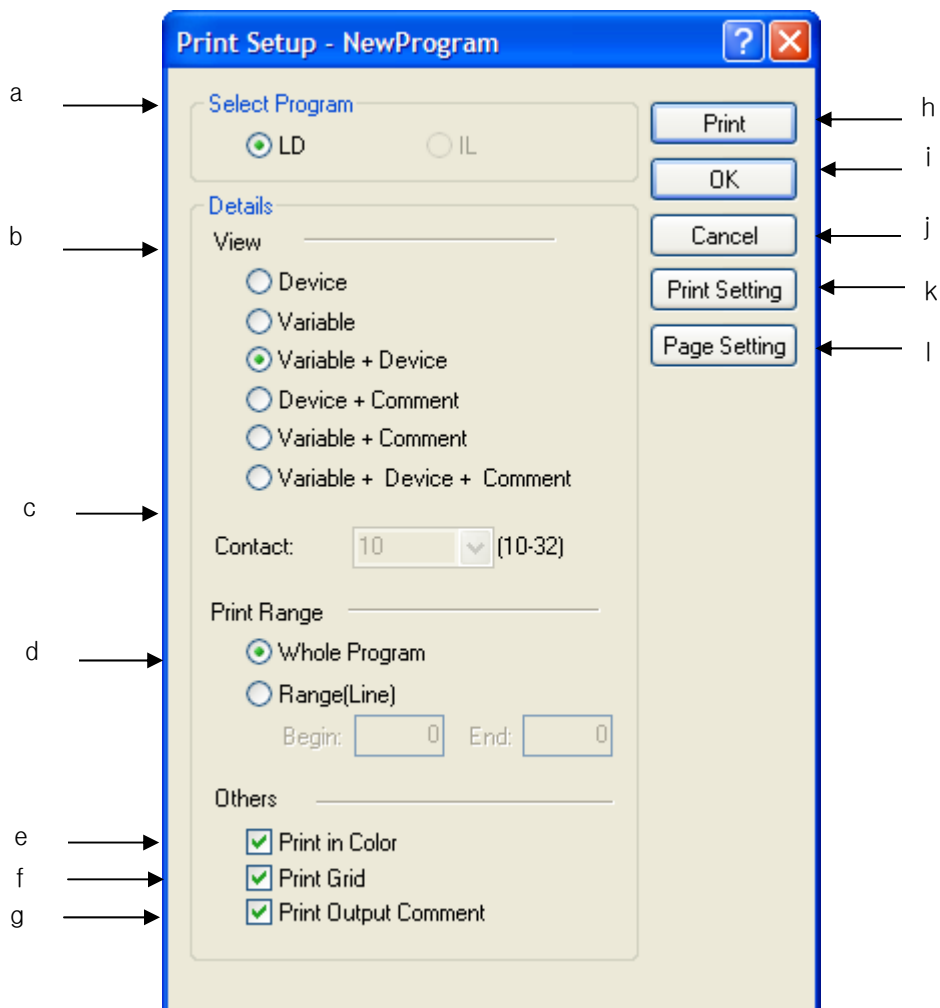 Print Setup - NewProgram
a
Select Program
LD IL
b
Details
View
Device
Variable
Variable + Device
Device + Comment
Variable + Comment
Variable + Device + Comment
c
Contact: 10 (10-32)
Print Range
d
Whole Program
Range(Line)
Begin: 0 End: 0
Others
e
Print in Color
f
Print Grid
g
Print Output Comment
Print
h
OK
i
Cancel
j
Print Setting
k
Page Setting
l